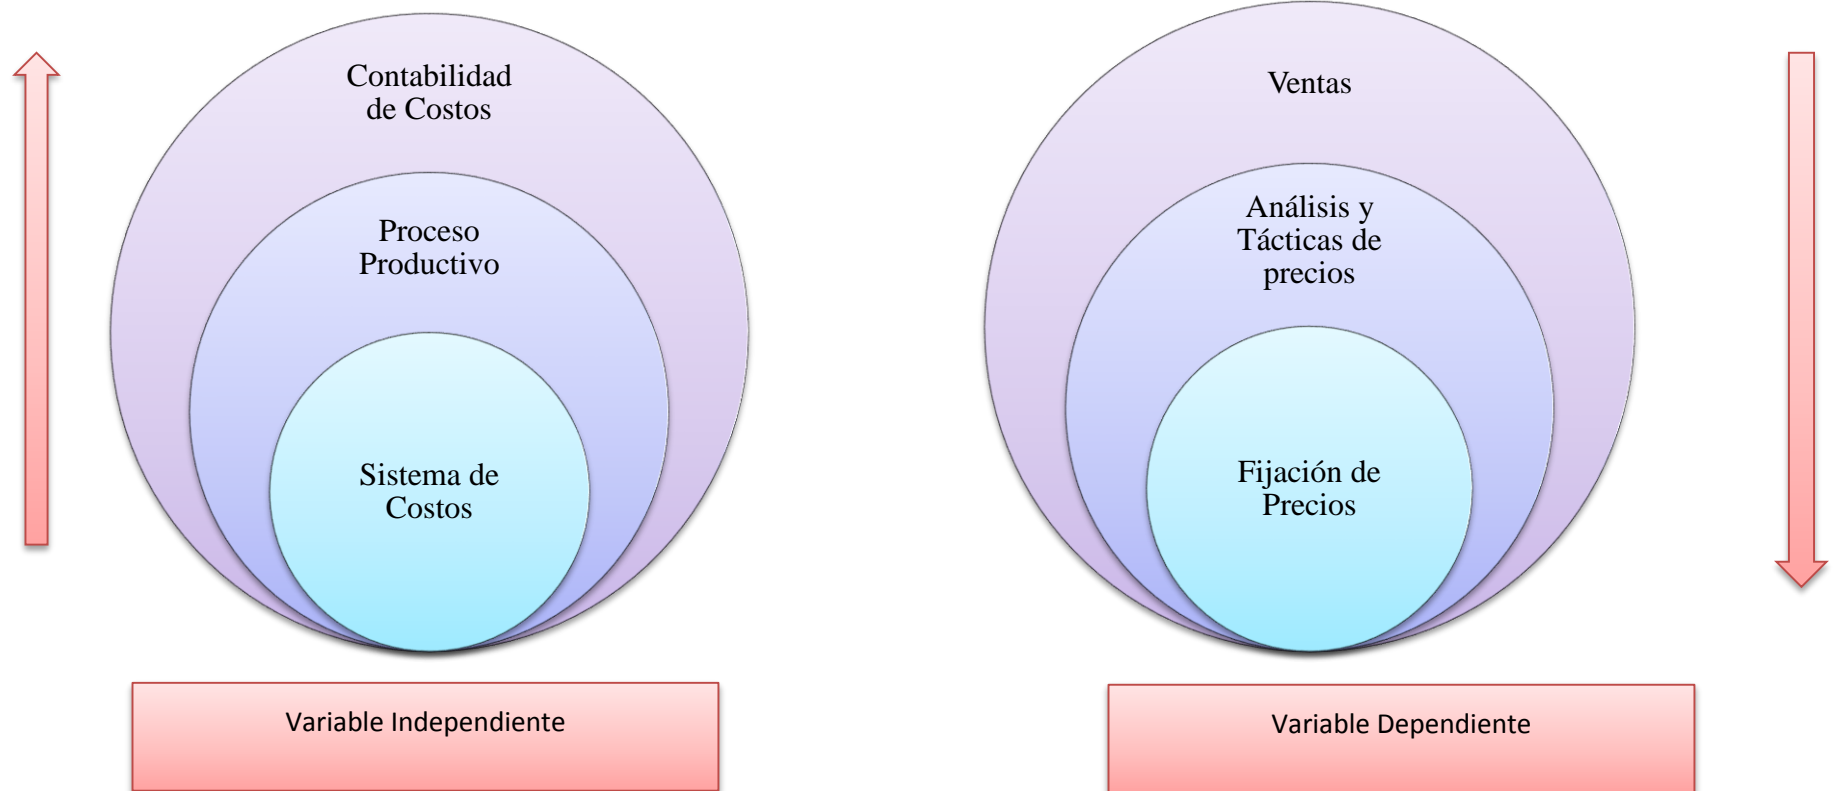 Contabilidad
de Costos
Proceso
Productivo
Sistema de
Costos
Variable Independiente
Ventas
Análisis y
Tácticas de
precios
Fijación de
Precios
Variable Dependiente